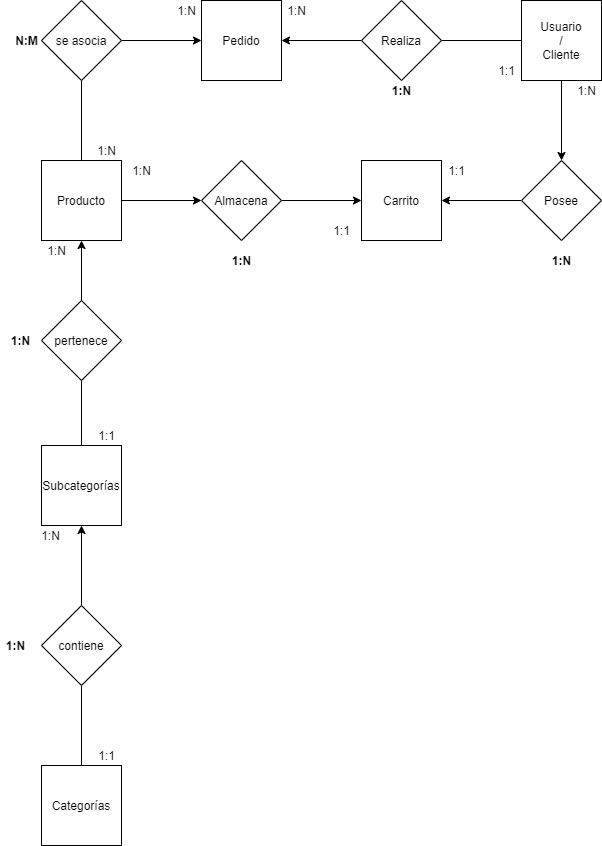 1:N
1:N
N:M
se asocia
Pedido
Realiza
Usuario
/
Cliente
1:1
1:N
1:N
1:N
1:N
1:1
Producto
Almacena
Carrito
Posee
1:1
1:N
1:N
1:N
1:N
pertenece
1:1
Subcategorías
1:N
1:N
contiene
1:1
Categorías